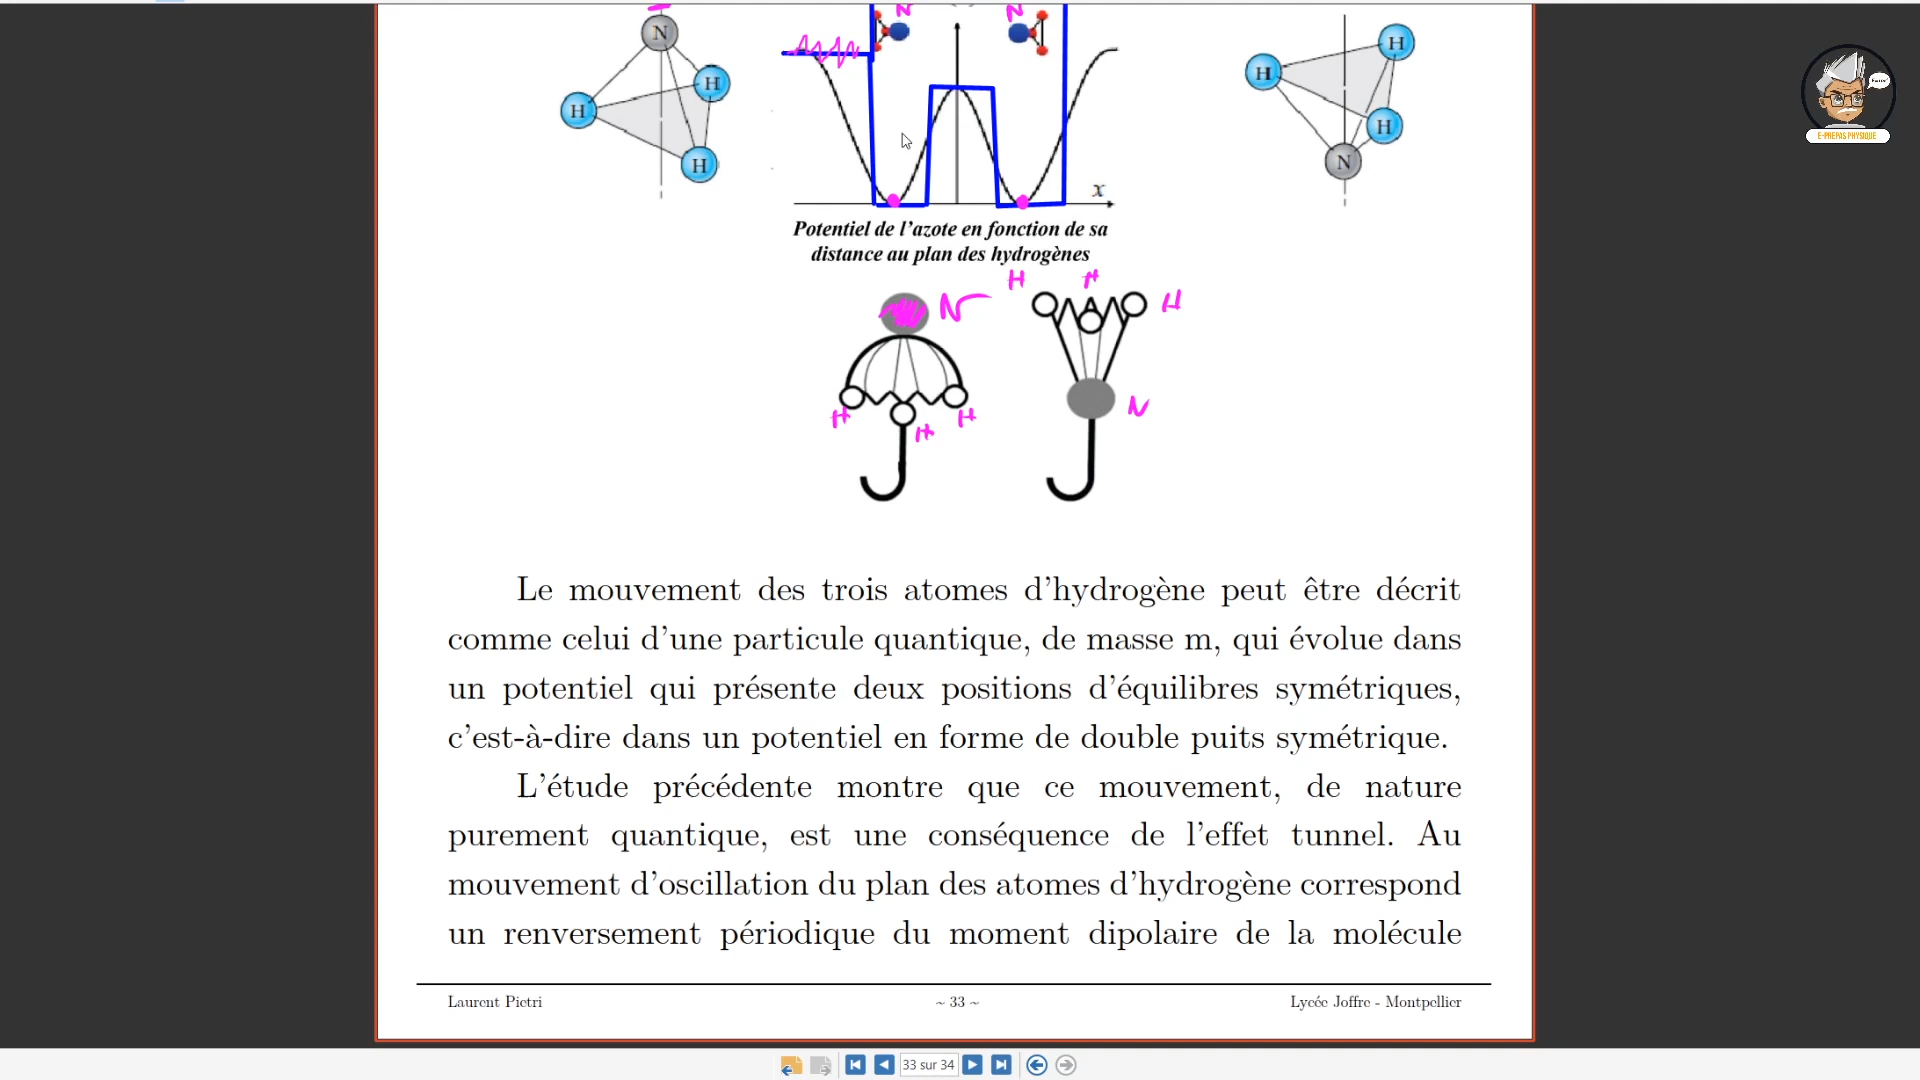 N
H
H
H
N
N
H
H
H
N
x
Potentiel de l’azote en fonction de sa
distance au plan des hydrogènes
N
H
H
H
H
H
H
N
Le mouvement des trois atomes d’hydrogène peut être décrit
comme celui d’une particule quantique, de masse m, qui évolue dans
un potentiel qui présente deux positions d’équilibres symétriques,
c’est-à-dire dans un potentiel en forme de double puits symétrique.
L’étude précédente montre que ce mouvement, de nature
purement quantique, est une conséquence de l’effet tunnel. Au
mouvement d’oscillation du plan des atomes d’hydrogène correspond
un renversement périodique du moment dipolaire de la molécule
Laurent Pietri
~ 33 ~
Lycée Joffre - Montpellier
E-PREPAS PHYSIQUE
33 sur 34